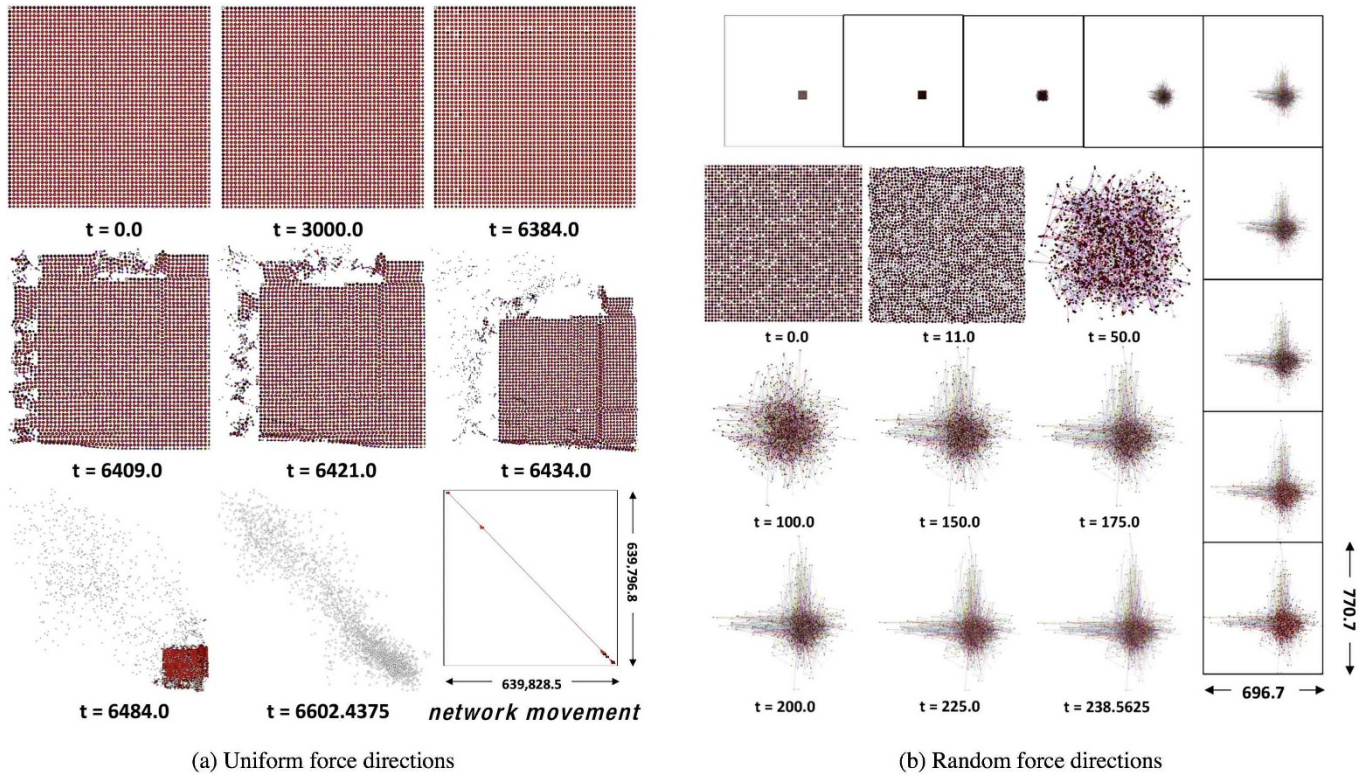 t = 0.0
t = 3000.0
t = 6384.0
t = 6409.0
t = 6421.0
t = 6434.0
639,796.8
639,828.5
t = 6484.0
t = 6602.4375
network movement
(a) Uniform force directions
t = 0.0
t = 11.0
t = 50.0
t = 100.0
t = 150.0
t = 175.0
t = 200.0
t = 225.0
t = 238.5625
770.7
696.7
(b) Random force directions